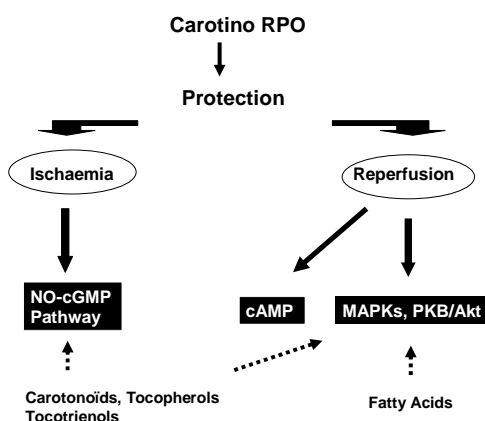 Carotino RPO
Protection
Ischaemia
Reperfusion
NO-cGMP
Pathway
cAMP
MAPKs, PKB/Akt
Carotonoïds, Tocopherols
Tocotrienols
Fatty Acids